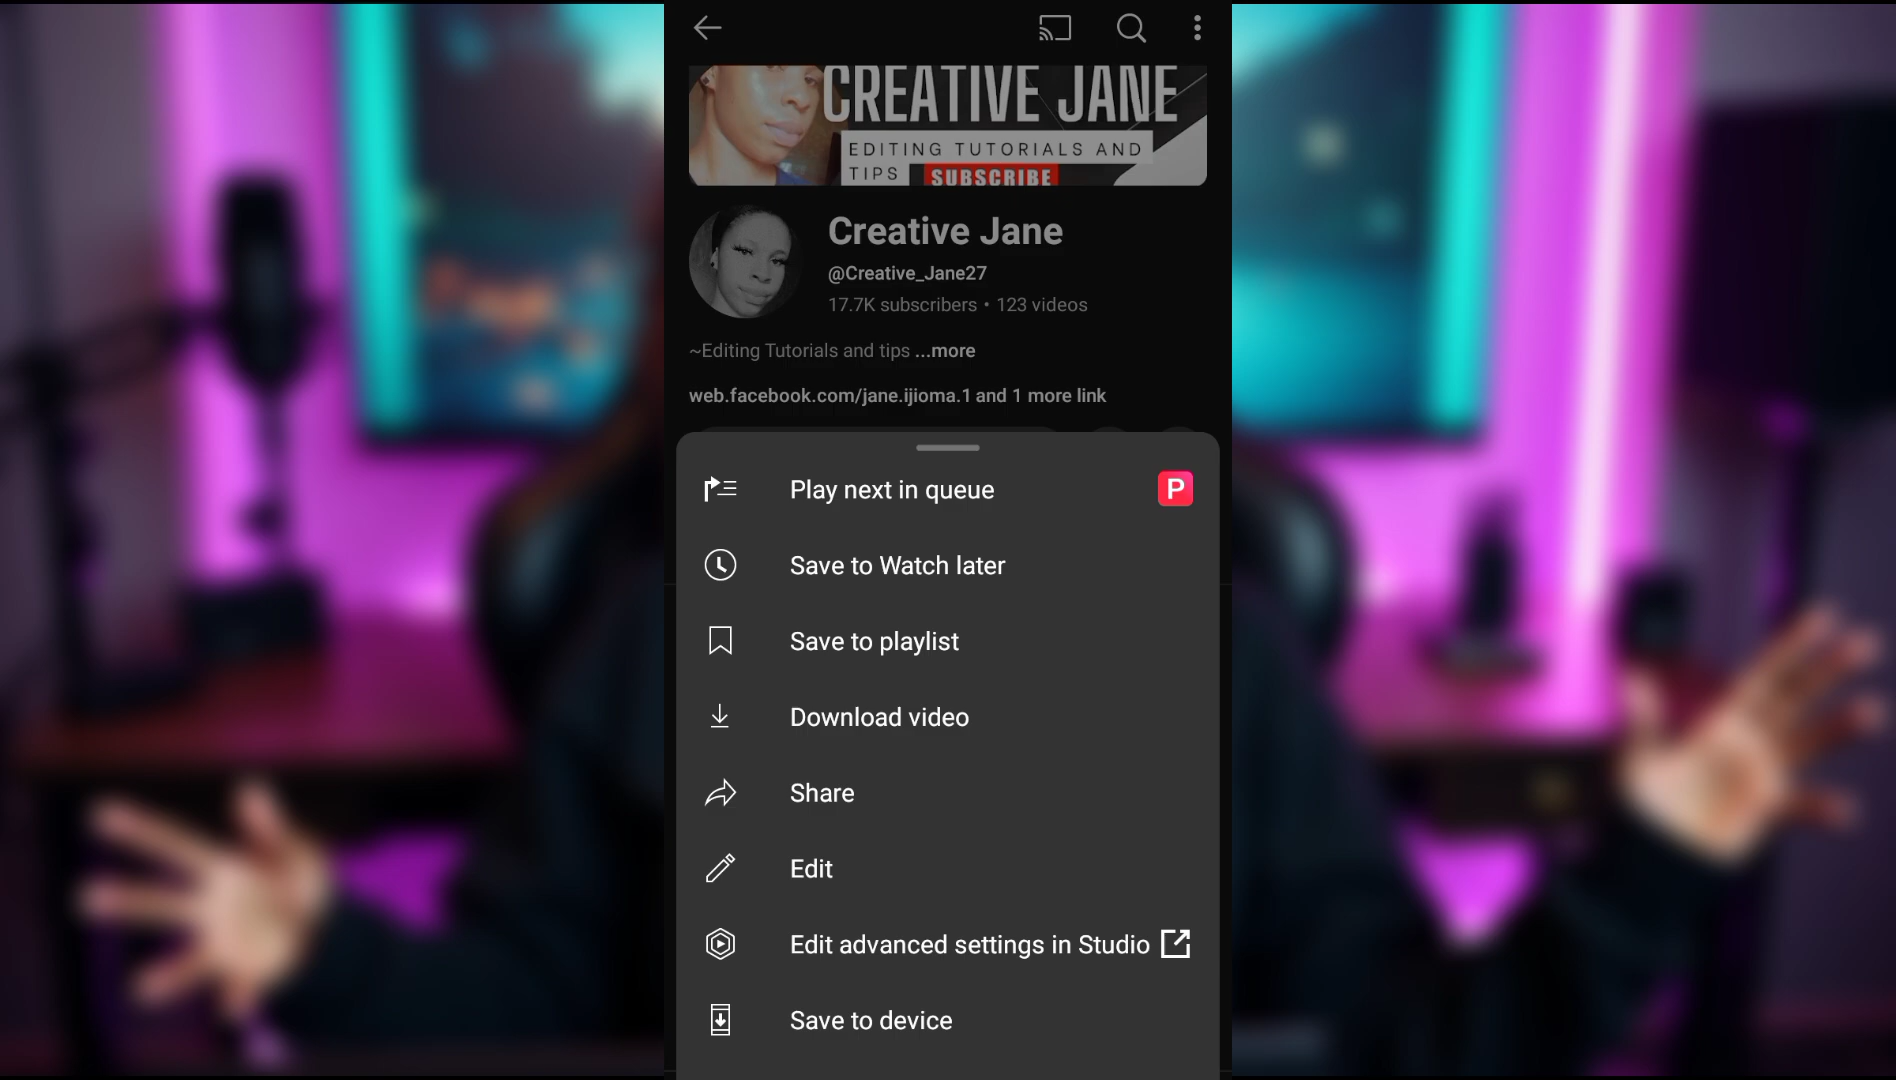 CREATIVE JANE
EDITING TUTORIALS AND
TIPS
SUBSCRIBE
Creative Jane
@Creative_Jane27
17.7K subscribers • 123 videos
~Editing Tutorials and tips ...more
web.facebook.com/jane.ijioma.1 and 1 more link
Play next in queue
P
Save to Watch later
Save to playlist
Download video
Share
Edit
Edit advanced settings in Studio
Save to device